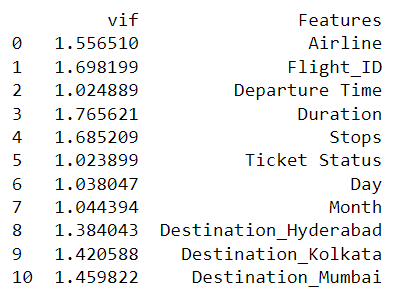 vif Features
0 1.556510 Airline
1 1.698199 Flight_ID
2 1.024889 Departure Time
3 1.765621 Duration
4 1.685209 Stops
5 1.023899 Ticket Status
6 1.038047 Day
7 1.044394 Month
8 1.384043 Destination_Hyderabad
9 1.420588 Destination_Kolkata
10 1.459822 Destination_Mumbai